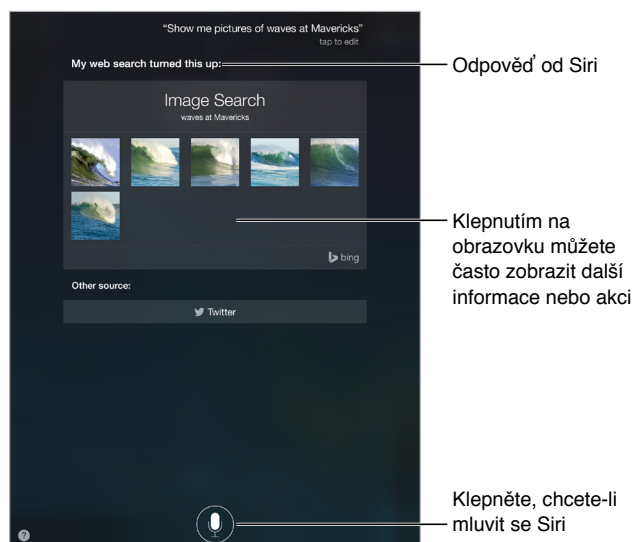 “Show me pictures of waves at Mavericks”
tap to edit
My web search turned this up:
Odpověď od Siri
Image Search
waves at Mavericks
Klepnutím na
obrazovku můžete
často zobrazit další
informace nebo akci
bing
Other source:
Twitter
Klepněte, chcete-li
mluvit se Siri
?